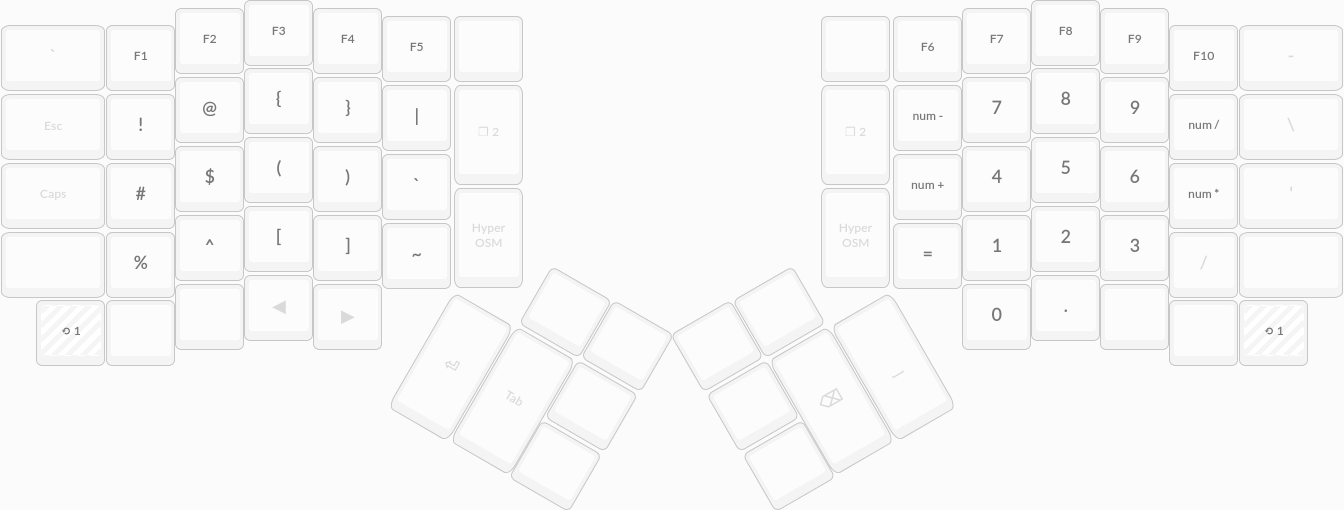 ` F1 F2 F3 F4 F5 F6 F7 F8 F9 F10 -
Esc ! @ { } | ❐ 2 ❐ 2 num - 7 8 9 num / \
Caps # $ ( ) ` num + 4 5 6 num * '
% ^ [ ] ~ Hyper
OSM
Hyper
OSM
= 1 2 3 /
⟲ 1 ◀ ▶ 0 . ⟲ 1
⏎ Tab ⌫ _